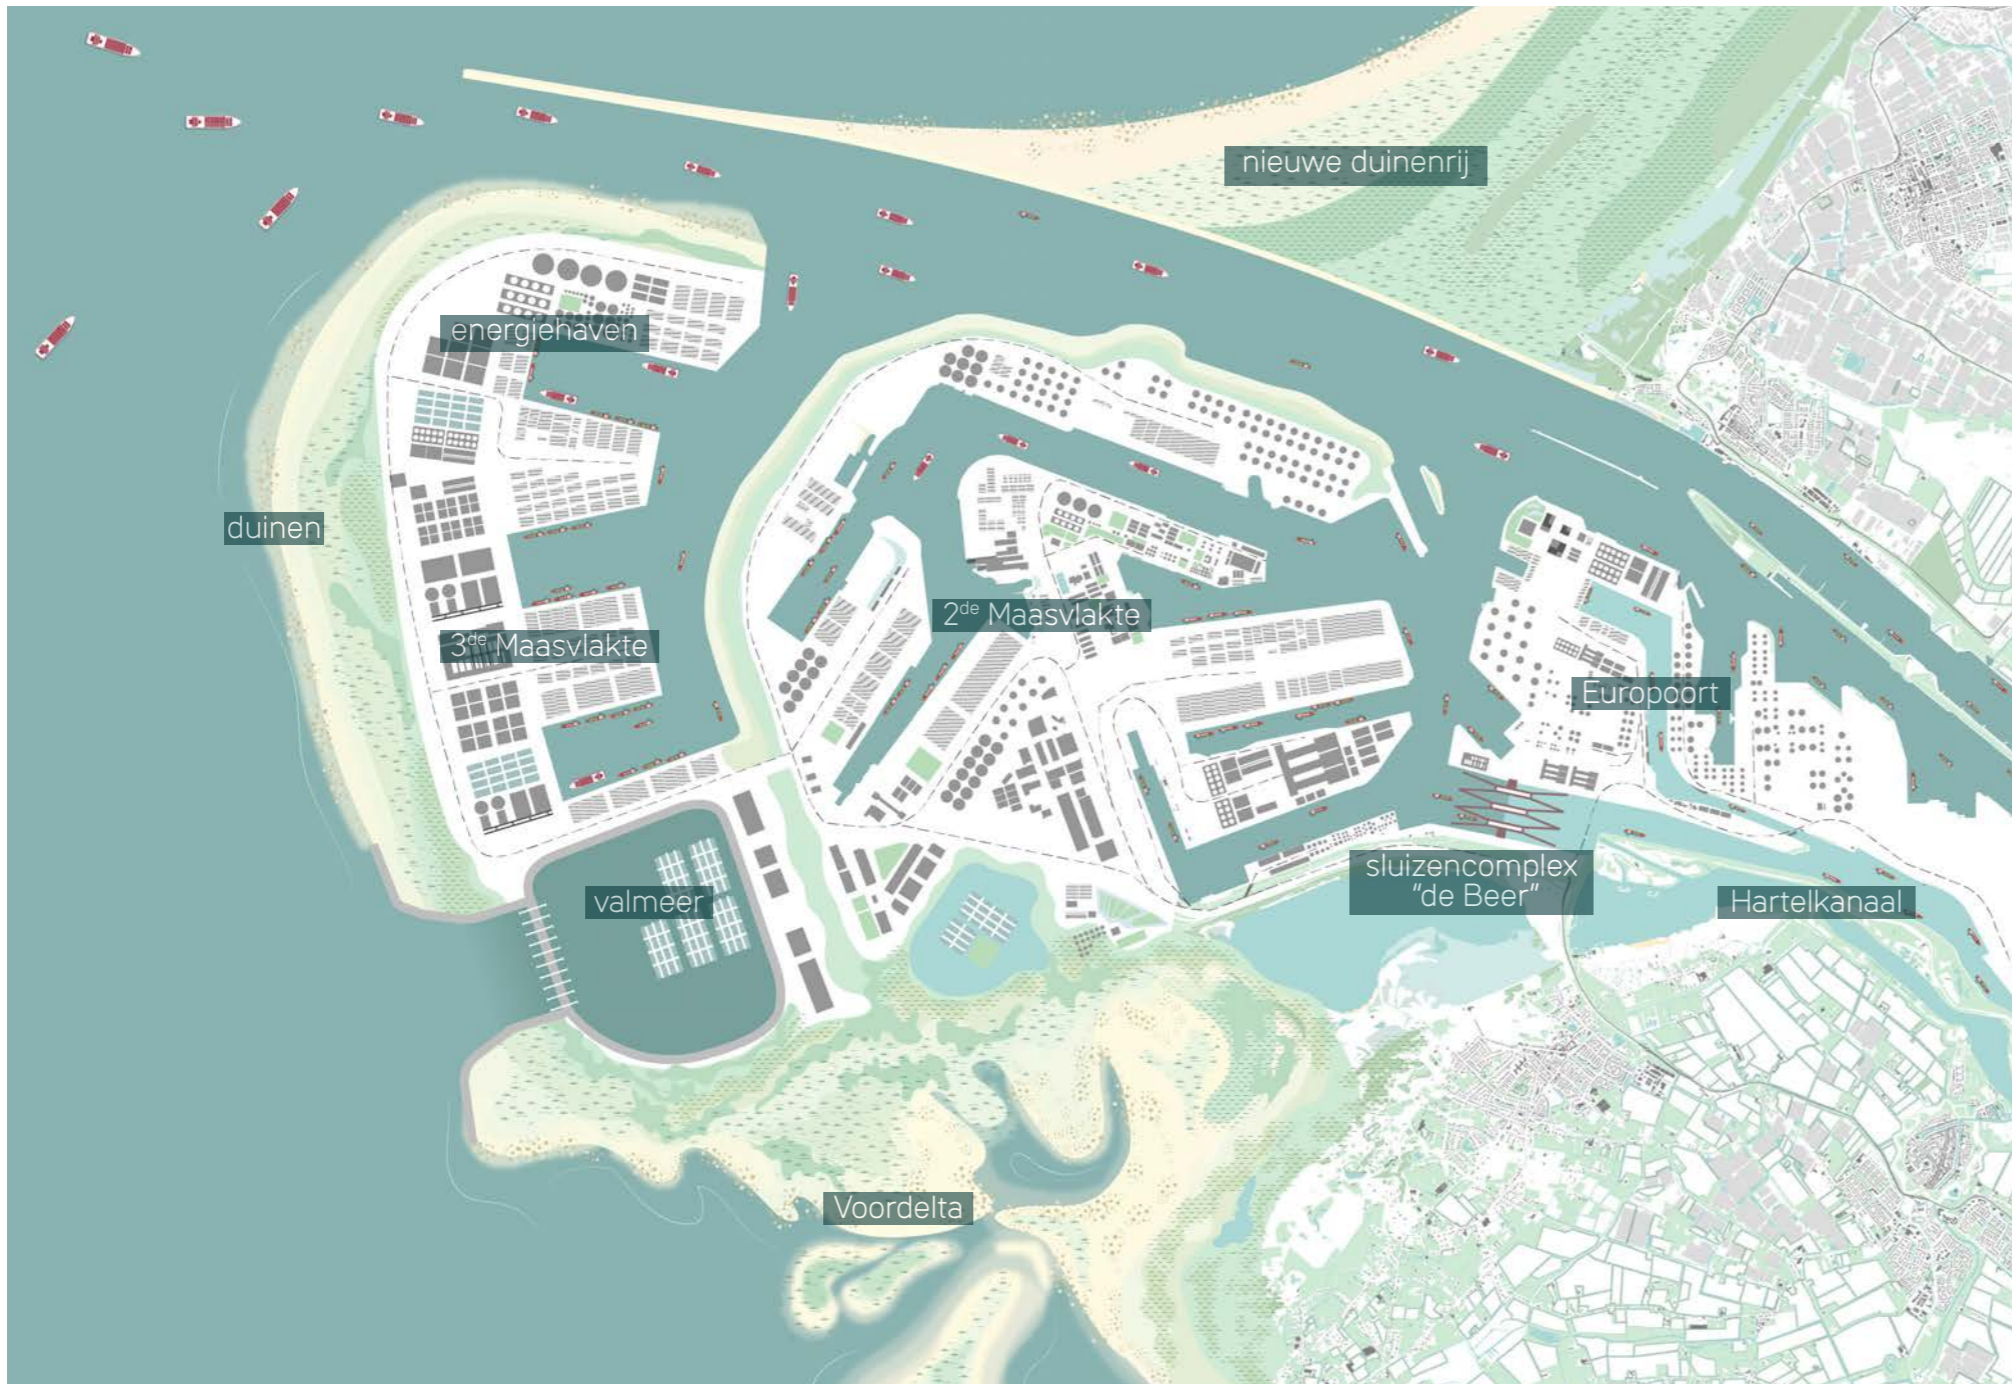 nieuwe duinenrij
energiehaven
duinen
2de Maasvlakte
3de Maasvlakte
Europoort
sluizencomplex
"de Beer"
valmeer
Hartelkanaal
Voordelta